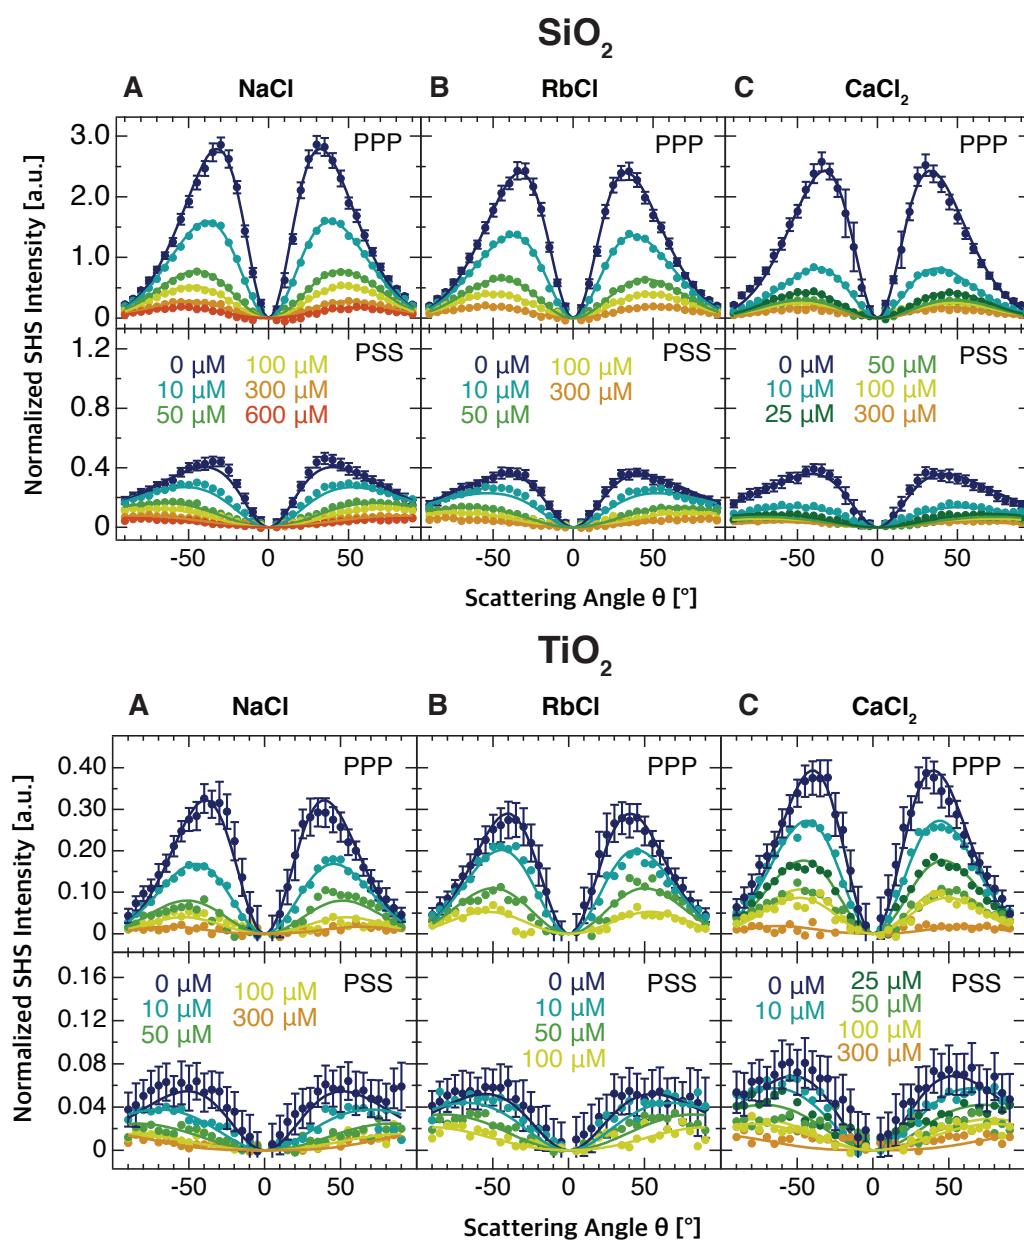 SiO2
A NaCl B RbCl C CaCl2
Normalized SHS Intensity [a.u.]
3.0
2.0
1.0
0
PPP PPP PPP
1.2
0.8
0.4
0
PSS PSS PSS
0 µM 100 µM
10 µM 300 µM
50 µM 600 µM
0 µM 100 µM
10 µM 300 µM
50 µM
0 µM 50 µM
10 µM 100 µM
25 µM 300 µM
-50 0 50 -50 0 50 -50 0 50
Scattering Angle θ [°]
TiO2
A NaCl B RbCl C CaCl2
Normalized SHS Intensity [a.u.]
0.40
0.30
0.20
0.10
0
PPP PPP PPP
0.16
0.12
0.08
0.04
0
PSS PSS PSS
0 µM 100 µM
10 µM 300 µM
50 µM
0 µM
10 µM
50 µM
100 µM
0 µM 25 µM
10 µM 50 µM
100 µM
300 µM
-50 0 50 -50 0 50 -50 0 50
Scattering Angle θ [°]